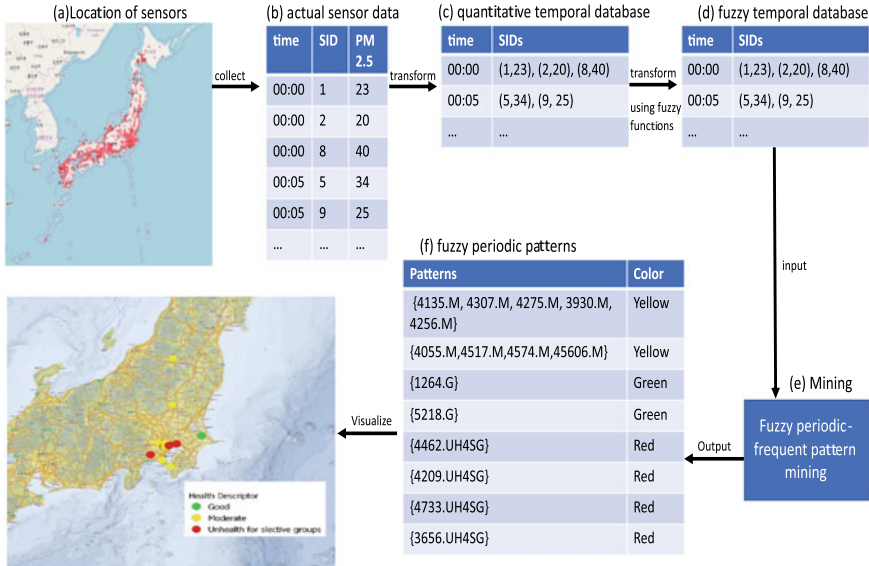 (a)Location of sensors
(b) actual sensor data
(c) quantitative temporal database
(d) fuzzy temporal database
collect
time SID PM 2.5
00:00 1 23
00:00 2 20
00:00 8 40
00:05 5 34
00:05 9 25
... ... ...
transform
time SIDs
00:00 (1,23), (2,20), (8,40)
00:05 (5,34), (9, 25)
... ...
transform
using fuzzy
functions
time SIDs
00:00 (1,23), (2,20), (8,40)
00:05 (5,34), (9, 25)
... ...
input
(e) Mining
Fuzzy periodic-
frequent pattern
mining
Output
(f) fuzzy periodic patterns
Patterns Color
{4135.M, 4307.M, 4275.M, 3930.M, Yellow
4256.M}
{4055.M,4517.M,4574.M,45606.M} Yellow
{1264.G} Green
{5218.G} Green
{4462.UH4SG} Red
{4209.UH4SG} Red
{4733.UH4SG} Red
{3656.UH4SG} Red
Visualize
Health Descriptor
Good
Moderate
Unhealth for slective groups